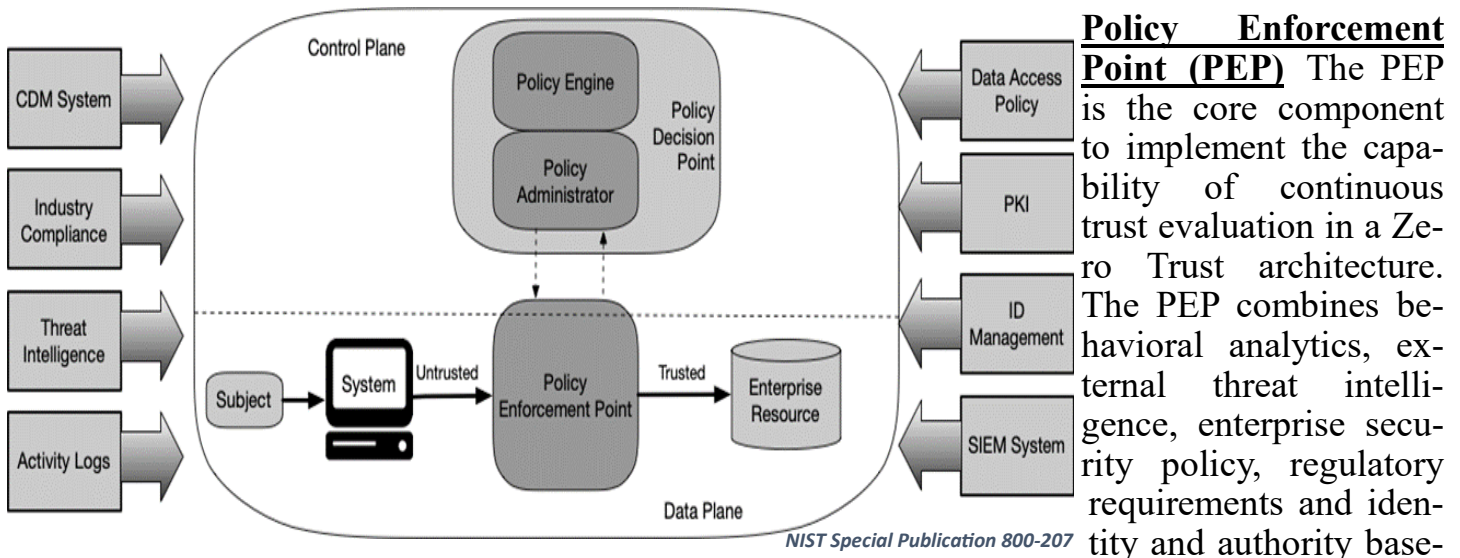 Control Plane
CDM System
Industry
Compliance
Threat
Intelligence
Activity Logs
Policy Engine
Policy
Administrator
Policy
Decision
Point
Subject
System
Untrusted
Policy
Enforcement Point
Trusted
Enterprise
Resource
Data Plane
Data Access
Policy
PKI
ID
Management
SIEM System
NIST Special Publication 800-207
Policy Enforcement
Point (PEP) The PEP
is the core component
to implement the capa-
bility of continuous
trust evaluation in a Ze-
ro Trust architecture.
The PEP combines be-
havioral analytics, ex-
ternal threat intelli-
gence, enterprise secu-
rity policy, regulatory
requirements and iden-
tity and authority base-